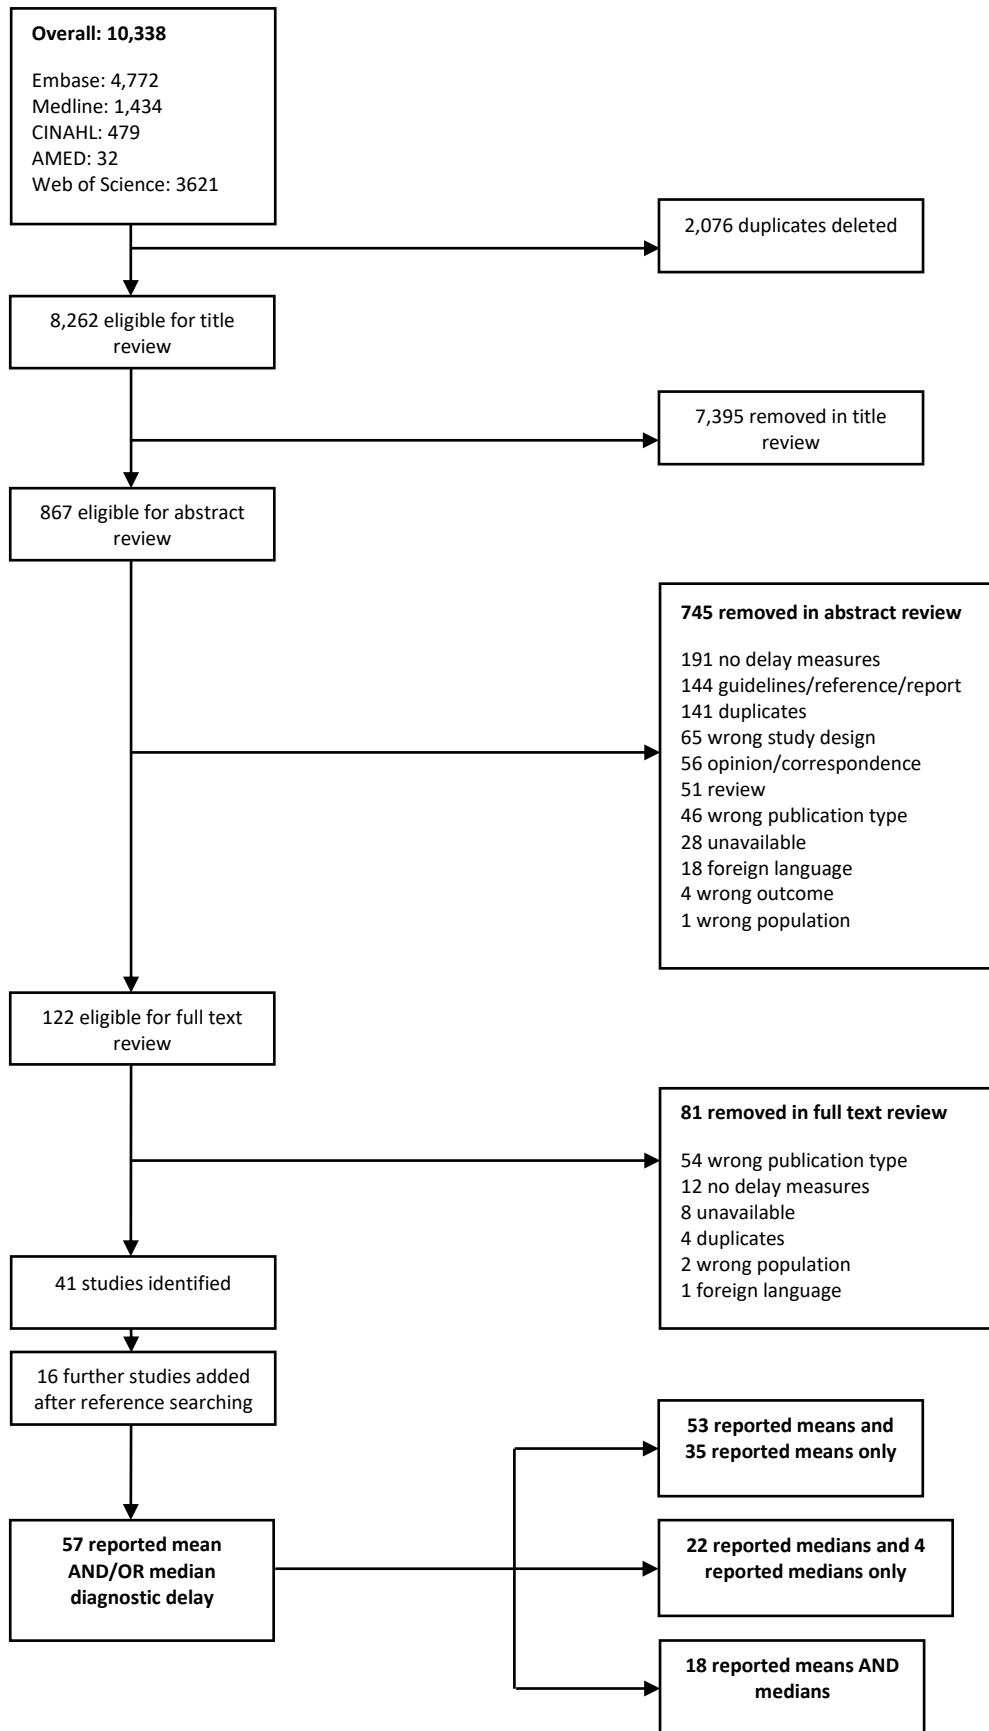 Overall: 10,338
Embase: 4,772
Medline: 1,434
CINAHL: 479
AMED: 32
Web of Science: 3621
2,076 duplicates deleted
8,262 eligible for title
review
7,395 removed in title
review
867 eligible for abstract
review
745 removed in abstract review
191 no delay measures
144 guidelines/reference/report
141 duplicates
65 wrong study design
56 opinion/correspondence
51 review
46 wrong publication type
28 unavailable
18 foreign language
4 wrong outcome
1 wrong population
122 eligible for full text
review
81 removed in full text review
54 wrong publication type
12 no delay measures
8 unavailable
4 duplicates
2 wrong population
1 foreign language
41 studies identified
16 further studies added
after reference searching
53 reported means and
35 reported means only
57 reported mean
AND/OR median
diagnostic delay
22 reported medians and 4
reported medians only
18 reported means AND
medians